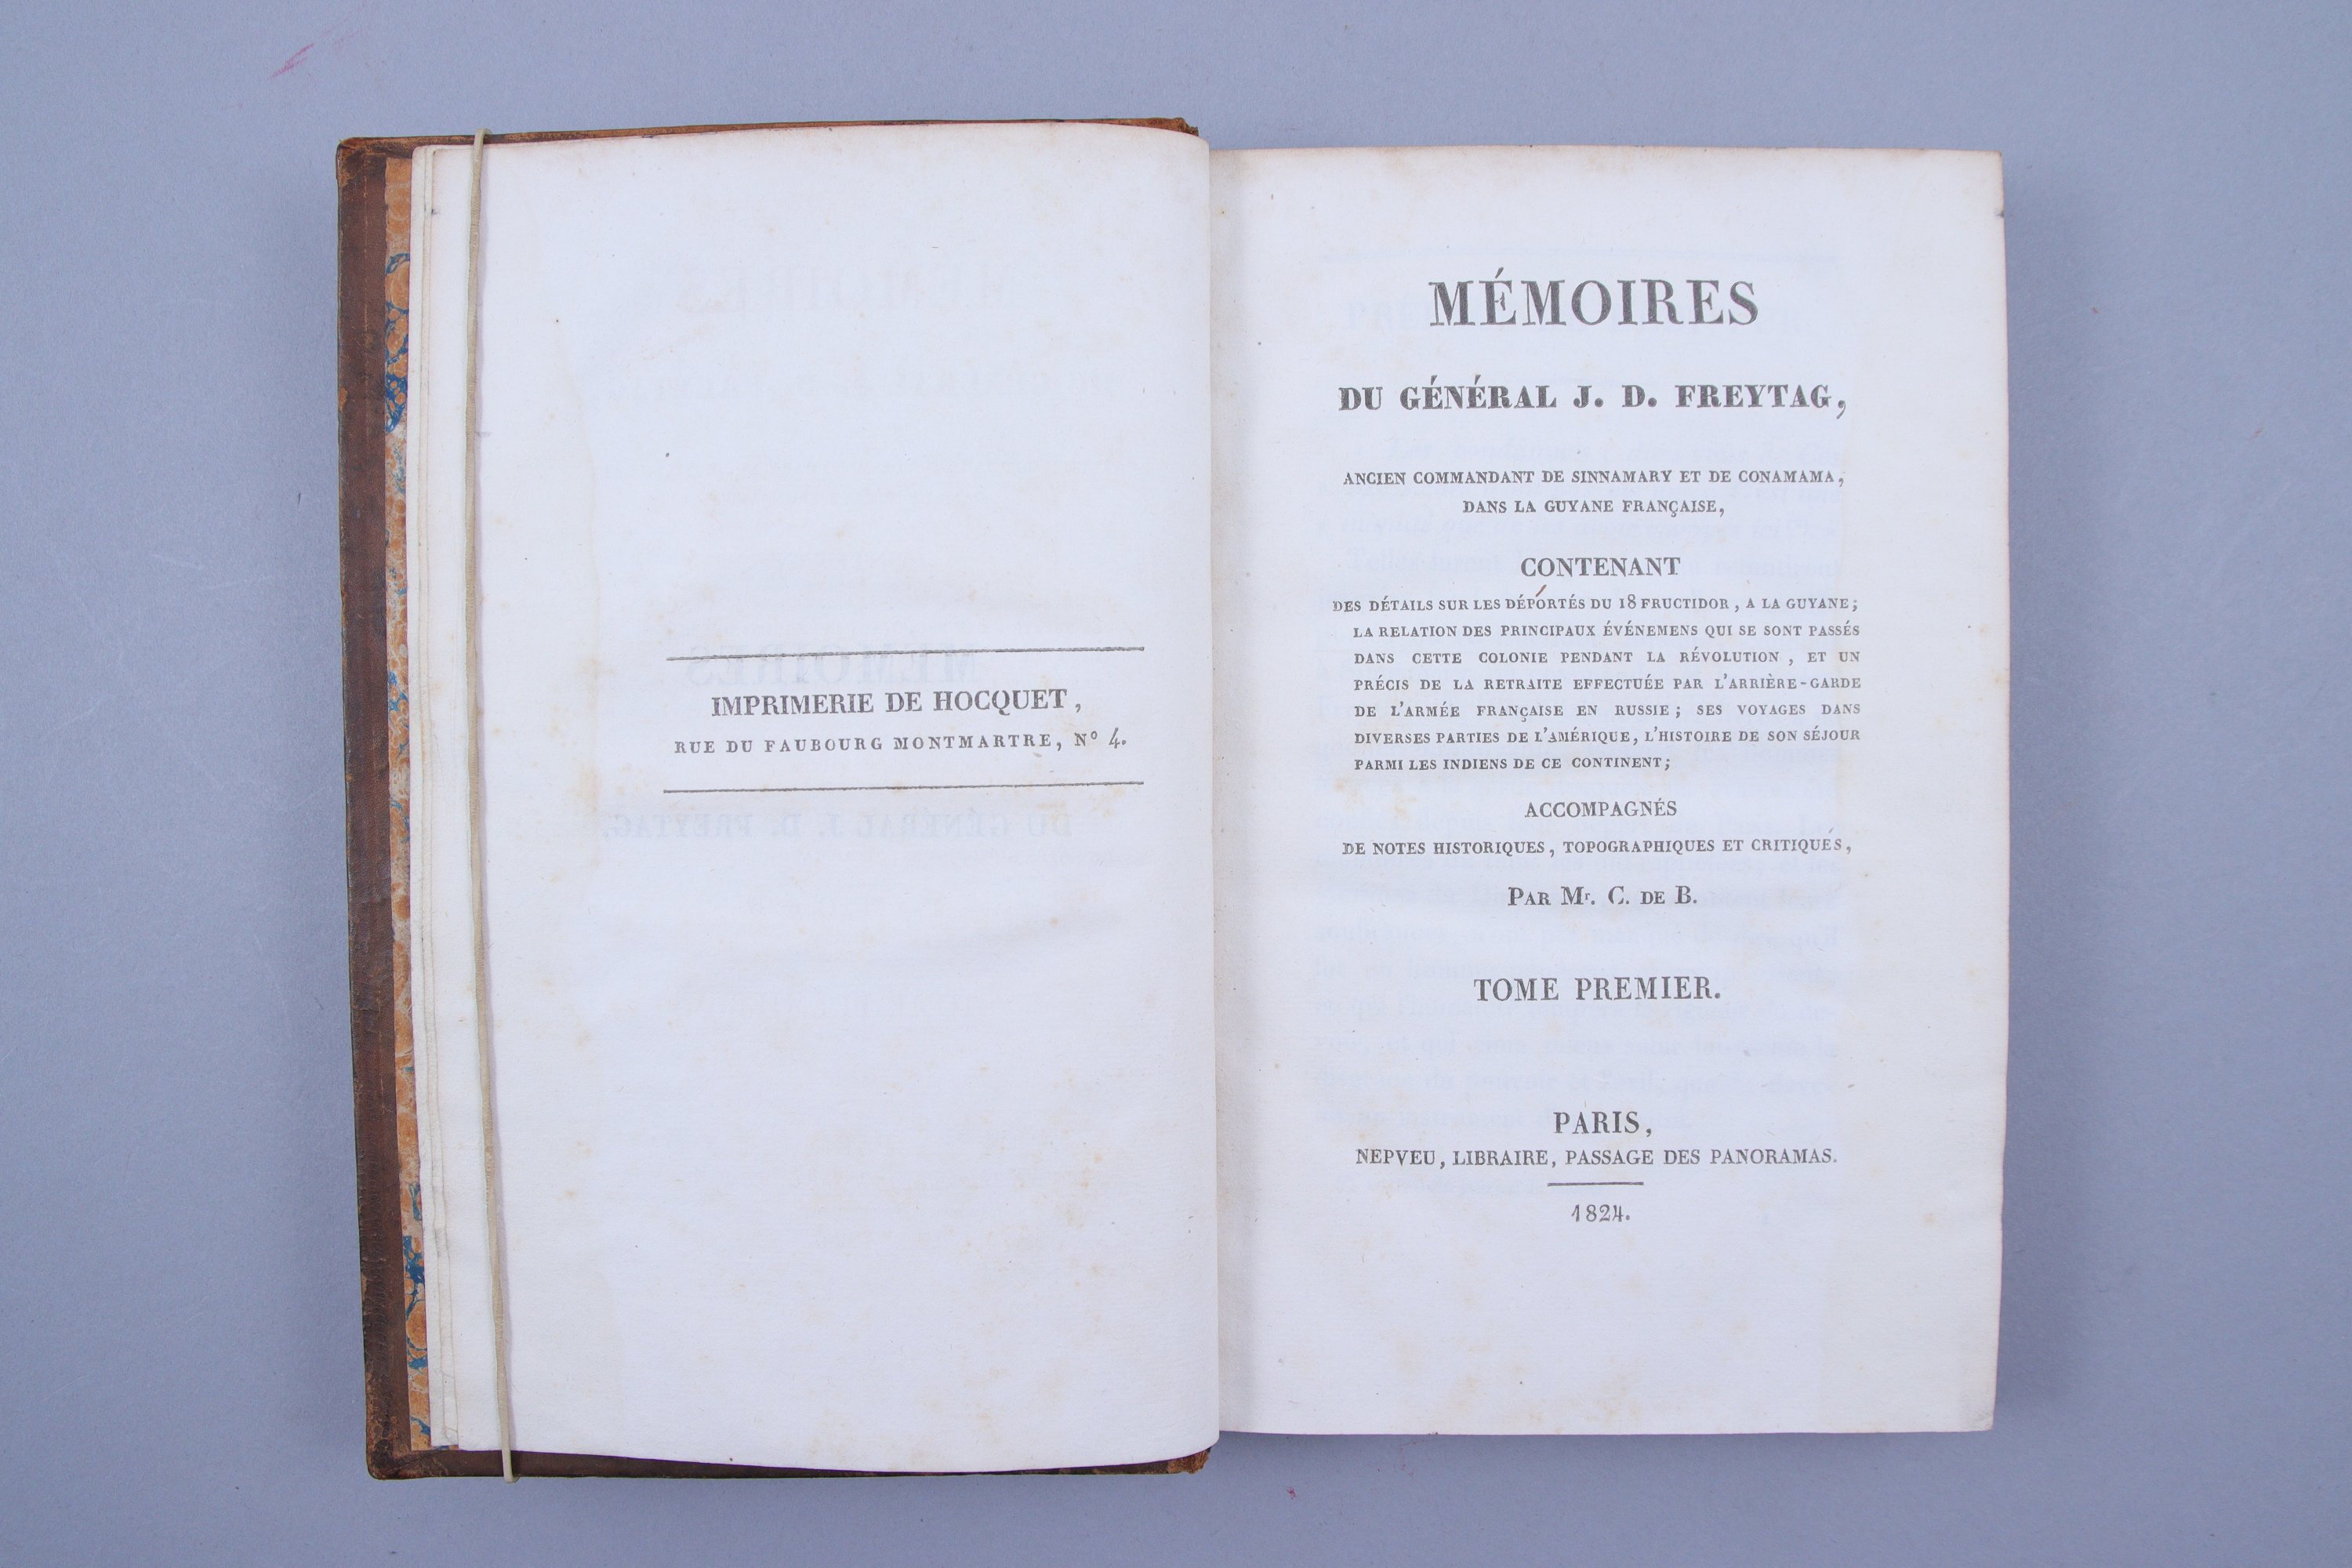 IMPRIMERIE DE HOCQUET,
RUE DU FAUBOURG MONTMARTRE, N° 4.
MÉMOIRES
DU GÉNÉRAL J. D. FREYTAG,
ANCIEN COMMANDANT DE SINNAMARY ET DE CONAMAMA,
DANS LA GUYANE FRANÇAISE,
CONTENANT
DES DÉTAILS SUR LES DÉPORTÉS DU 18 FRUCTIDOR, A LA GUYANE;
LA RELATION DES PRINCIPAUX ÉVÉNEMENS QUI SE SONT PASSÉS
DANS CETTE COLONIE PENDANT LA RÉVOLUTION, ET UN
PRÉCIS DE LA RETRAITE EFFECTUÉE PAR L'ARRIÈRE-GARDE
DE L'ARMÉE FRANÇAISE EN RUSSIE; SES VOYAGES DANS
DIVERSES PARTIES DE L'AMÉRIQUE, L'HISTOIRE DE SON SÉJOUR
PARMI LES INDIENS DE CE CONTINENT;
ACCOMPAGNÉS
DE NOTES HISTORIQUES, TOPOGRAPHIQUES ET CRITIQUES,
PAR Mr. C. DE B.
TOME PREMIER.
PARIS,
NEPVEU, LIBRAIRE, PASSAGE DES PANORAMAS.
1824.